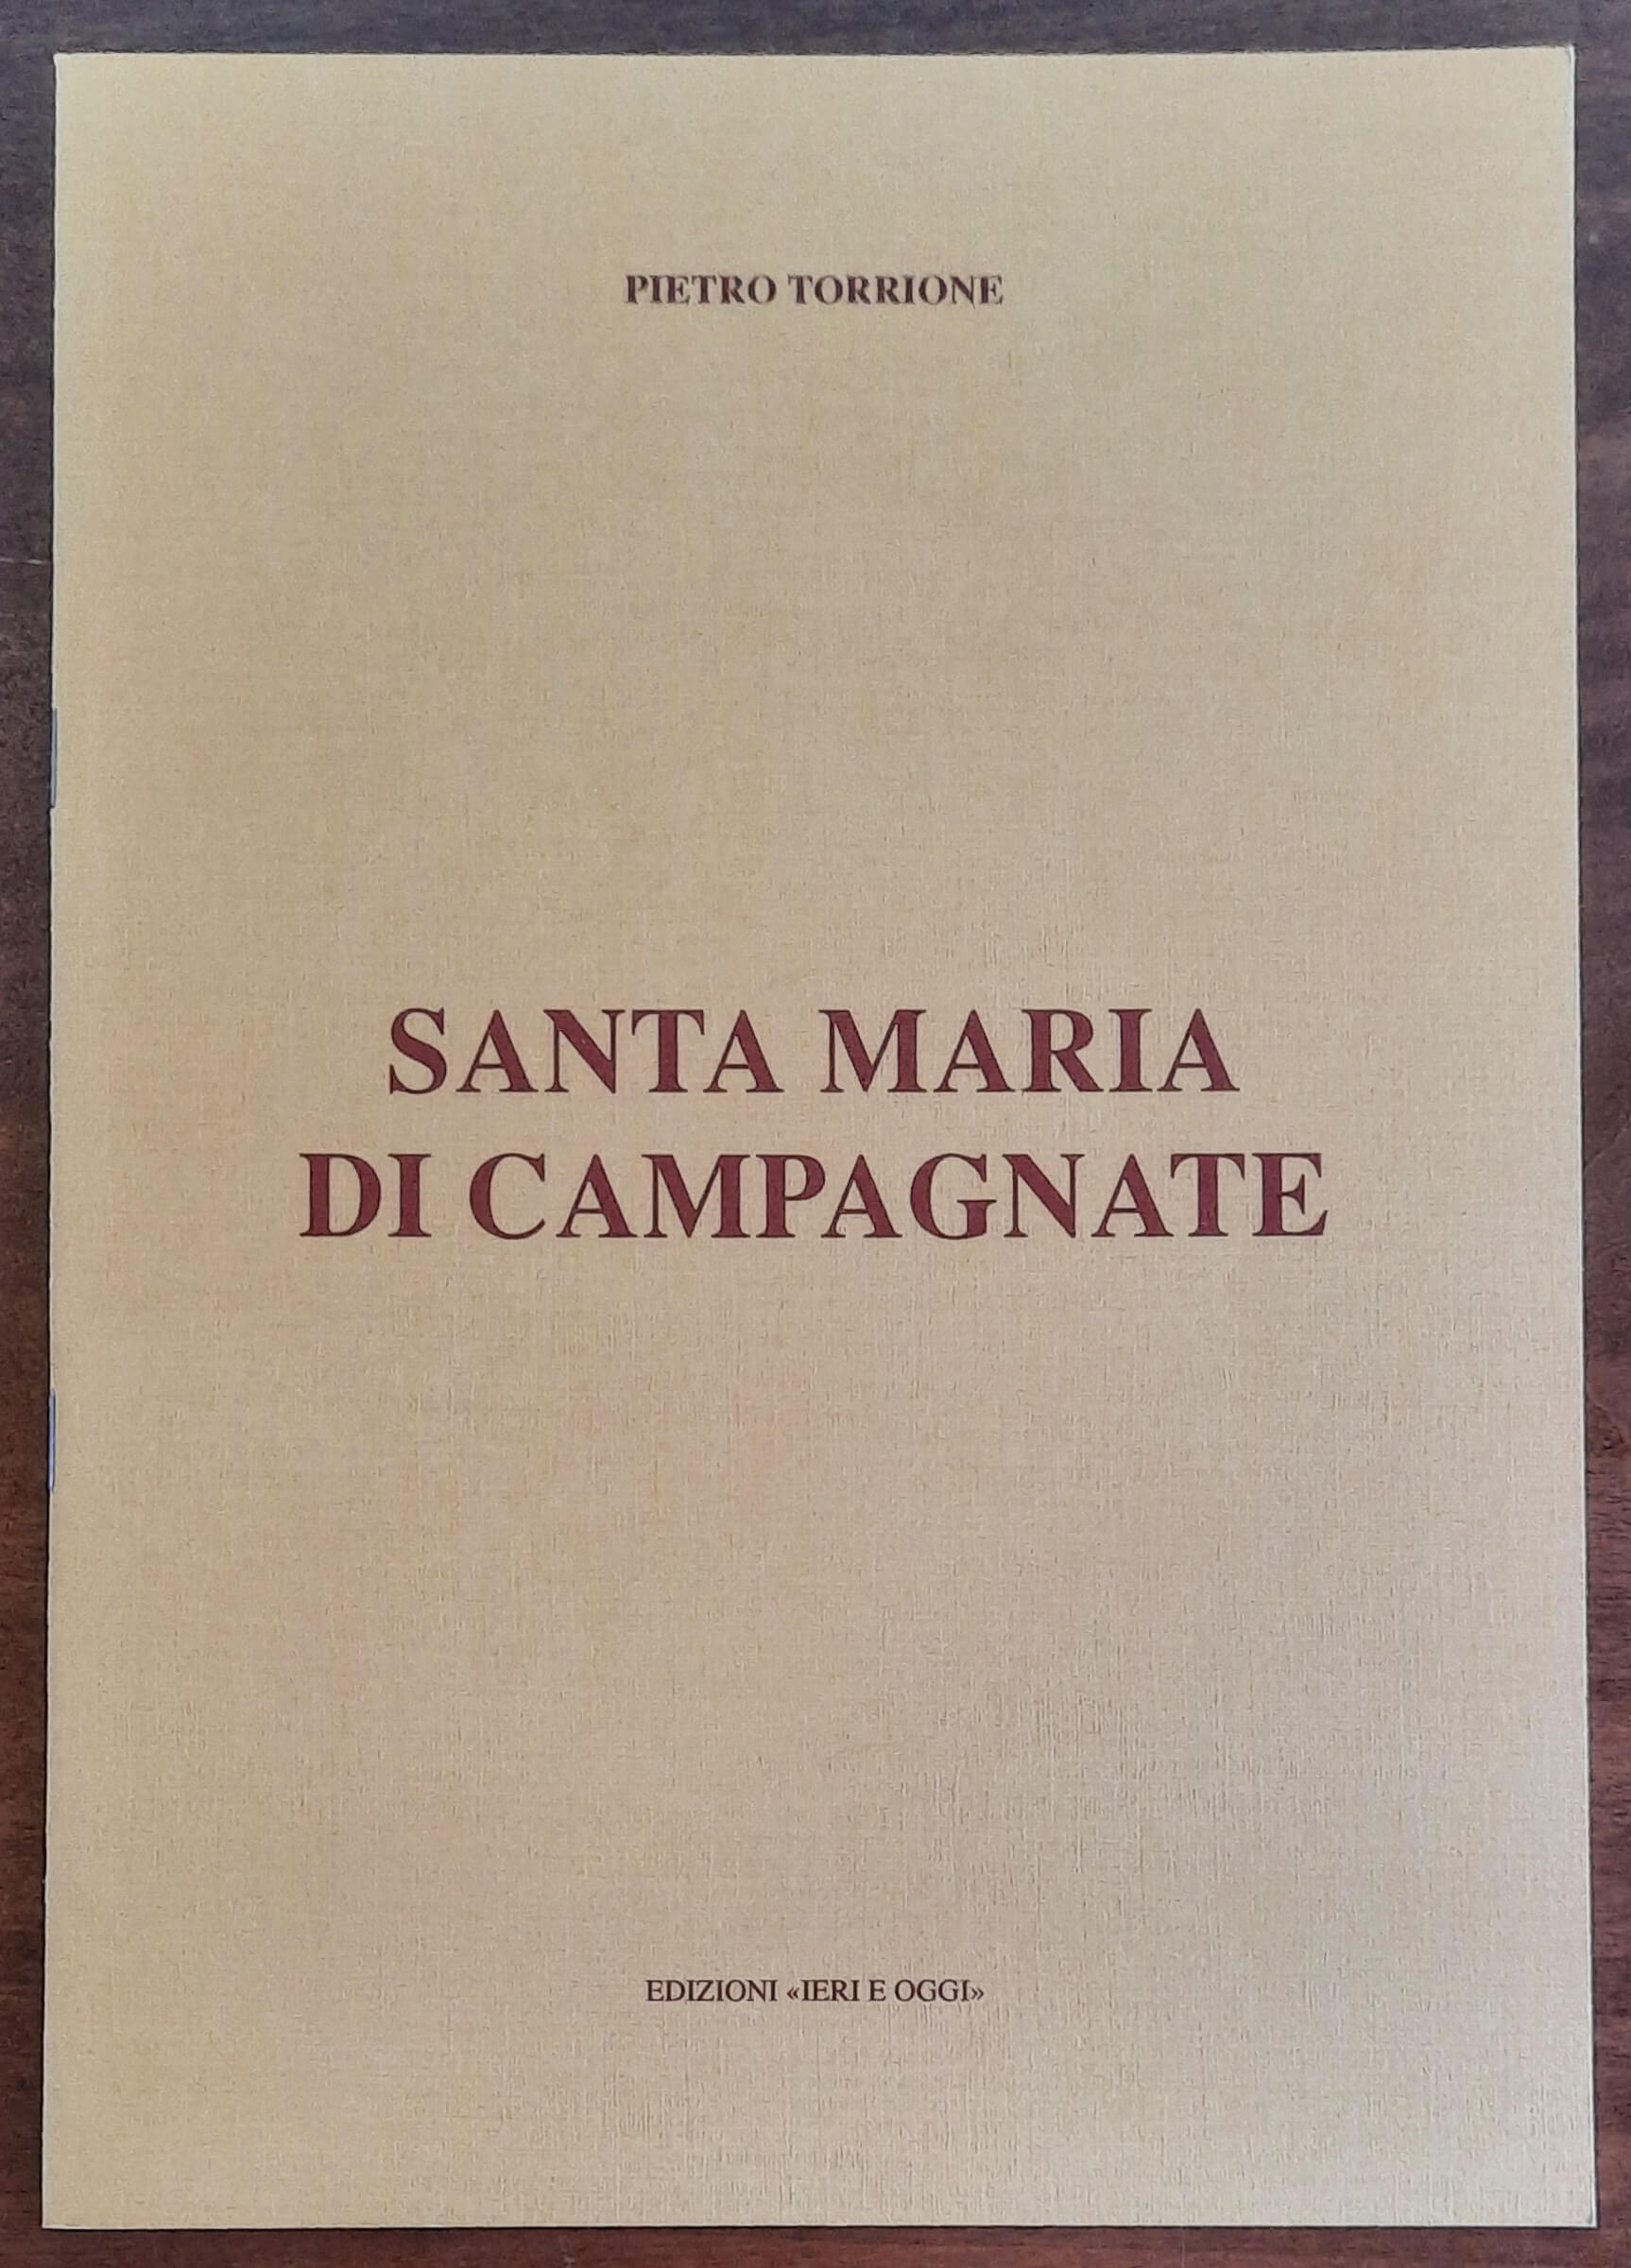 PIETRO TORRIONE
SANTA MARIA
DI CAMPAGNATE
EDIZIONI «IERI E OGGI»